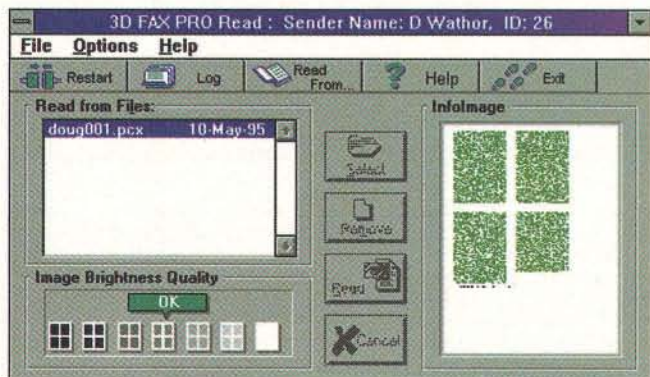 3D FAX PRO Read : Sender Name: D Wathor, ID: 26
File Options Help
Restart Log Read From... Help Exit
Read from Files:
doug001.pcx 10-May-95
Select
Remove
Read
Cancel
Image Brightness Quality
OK
InfoImage